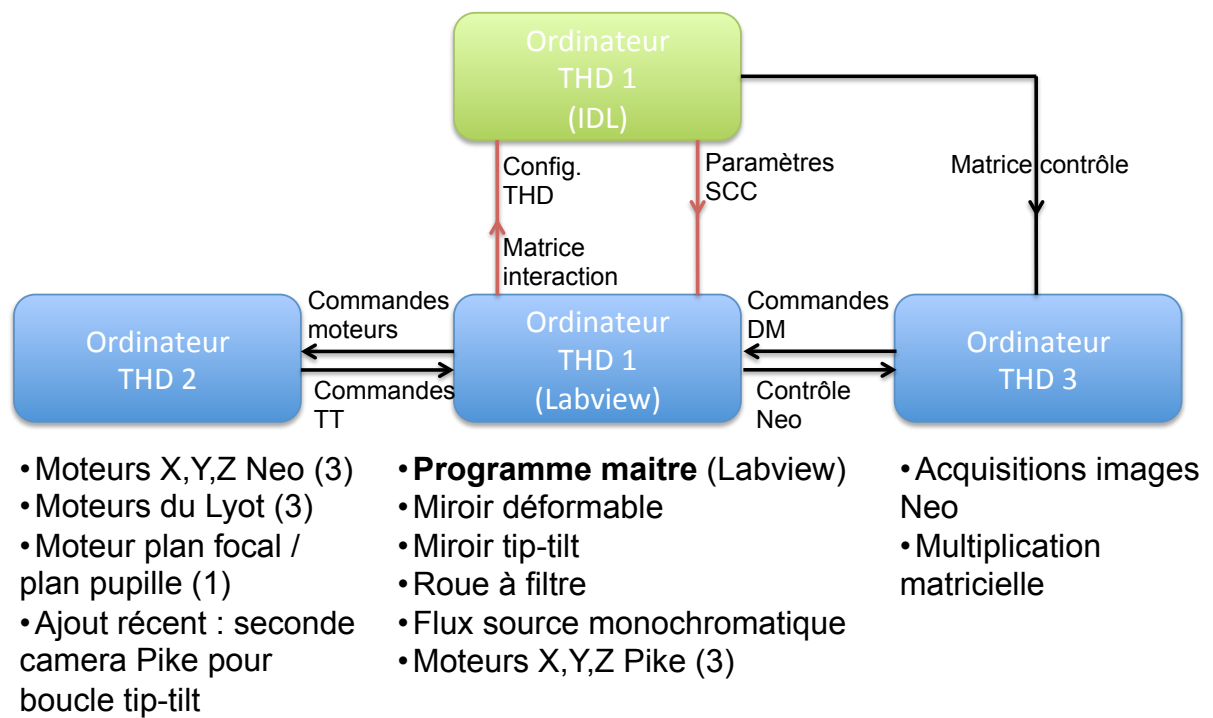 Ordinateur
THD 1
(IDL)
Config.
THD
Paramètres
SCC
Matrice contrôle
Matrice
interaction
Commandes
moteurs
Commandes
DM
Ordinateur
THD 2
Ordinateur
THD 1
(Labview)
Ordinateur
THD 3
Commandes
TT
Contrôle
Neo
•Moteurs X,Y,Z Neo (3)
•Moteurs du Lyot (3)
•Moteur plan focal /
plan pupille (1)
•Ajout récent : seconde
camera Pike pour
boucle tip-tilt
•Programme maitre (Labview)
•Miroir déformable
•Miroir tip-tilt
•Roue à filtre
•Flux source monochromatique
•Moteurs X,Y,Z Pike (3)
•Acquisitions images
Neo
•Multiplication
matricielle